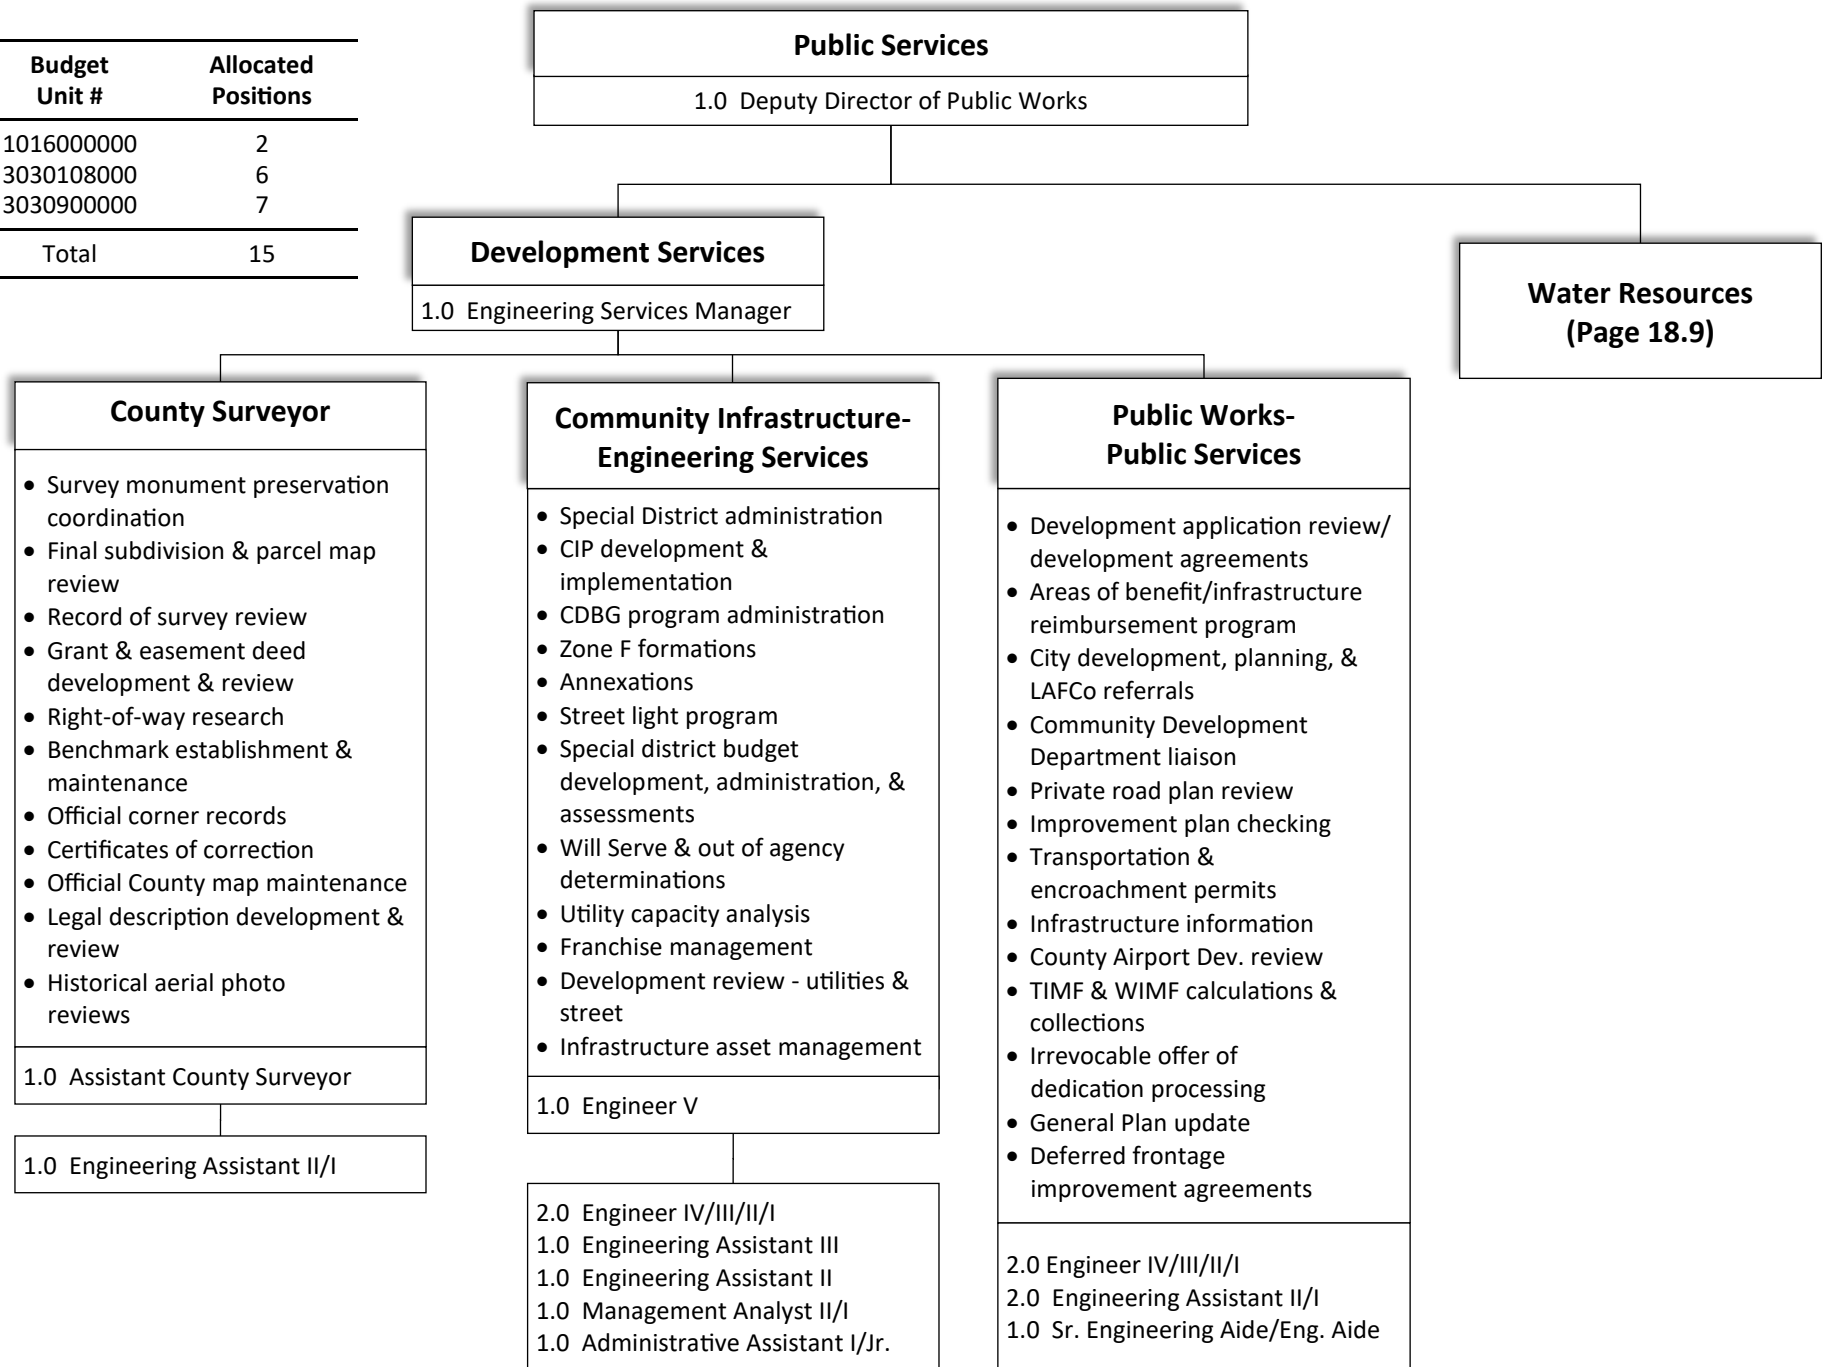 Budget Unit #
Allocated Positions
1016000000 2
3030108000 6
3030900000 7
Total 15
Public Services
1.0 Deputy Director of Public Works
Development Services
1.0 Engineering Services Manager
Water Resources
(Page 18.9)
County Surveyor
• Survey monument preservation
coordination
• Final subdivision & parcel map
review
• Record of survey review
• Grant & easement deed
development & review
• Right-of-way research
• Benchmark establishment &
maintenance
• Official corner records
• Certificates of correction
• Official County map maintenance
• Legal description development &
review
• Historical aerial photo
reviews
1.0 Assistant County Surveyor
1.0 Engineering Assistant II/I
Community Infrastructure-
Engineering Services
• Special District administration
• CIP development &
implementation
• CDBG program administration
• Zone F formations
• Annexations
• Street light program
• Special district budget
development, administration, &
assessments
• Will Serve & out of agency
determinations
• Utility capacity analysis
• Franchise management
• Development review - utilities &
street
• Infrastructure asset management
1.0 Engineer V
2.0 Engineer IV/III/II/I
1.0 Engineering Assistant III
1.0 Engineering Assistant II
1.0 Management Analyst II/I
1.0 Administrative Assistant I/Jr.
Public Works-
Public Services
• Development application review/
development agreements
• Areas of benefit/infrastructure
reimbursement program
• City development, planning, &
LAFCo referrals
• Community Development
Department liaison
• Private road plan review
• Improvement plan checking
• Transportation &
encroachment permits
• Infrastructure information
• County Airport Dev. review
• TIMF & WIMF calculations &
collections
• Irrevocable offer of
dedication processing
• General Plan update
• Deferred frontage
improvement agreements
2.0 Engineer IV/III/II/I
2.0 Engineering Assistant II/I
1.0 Sr. Engineering Aide/Eng. Aide